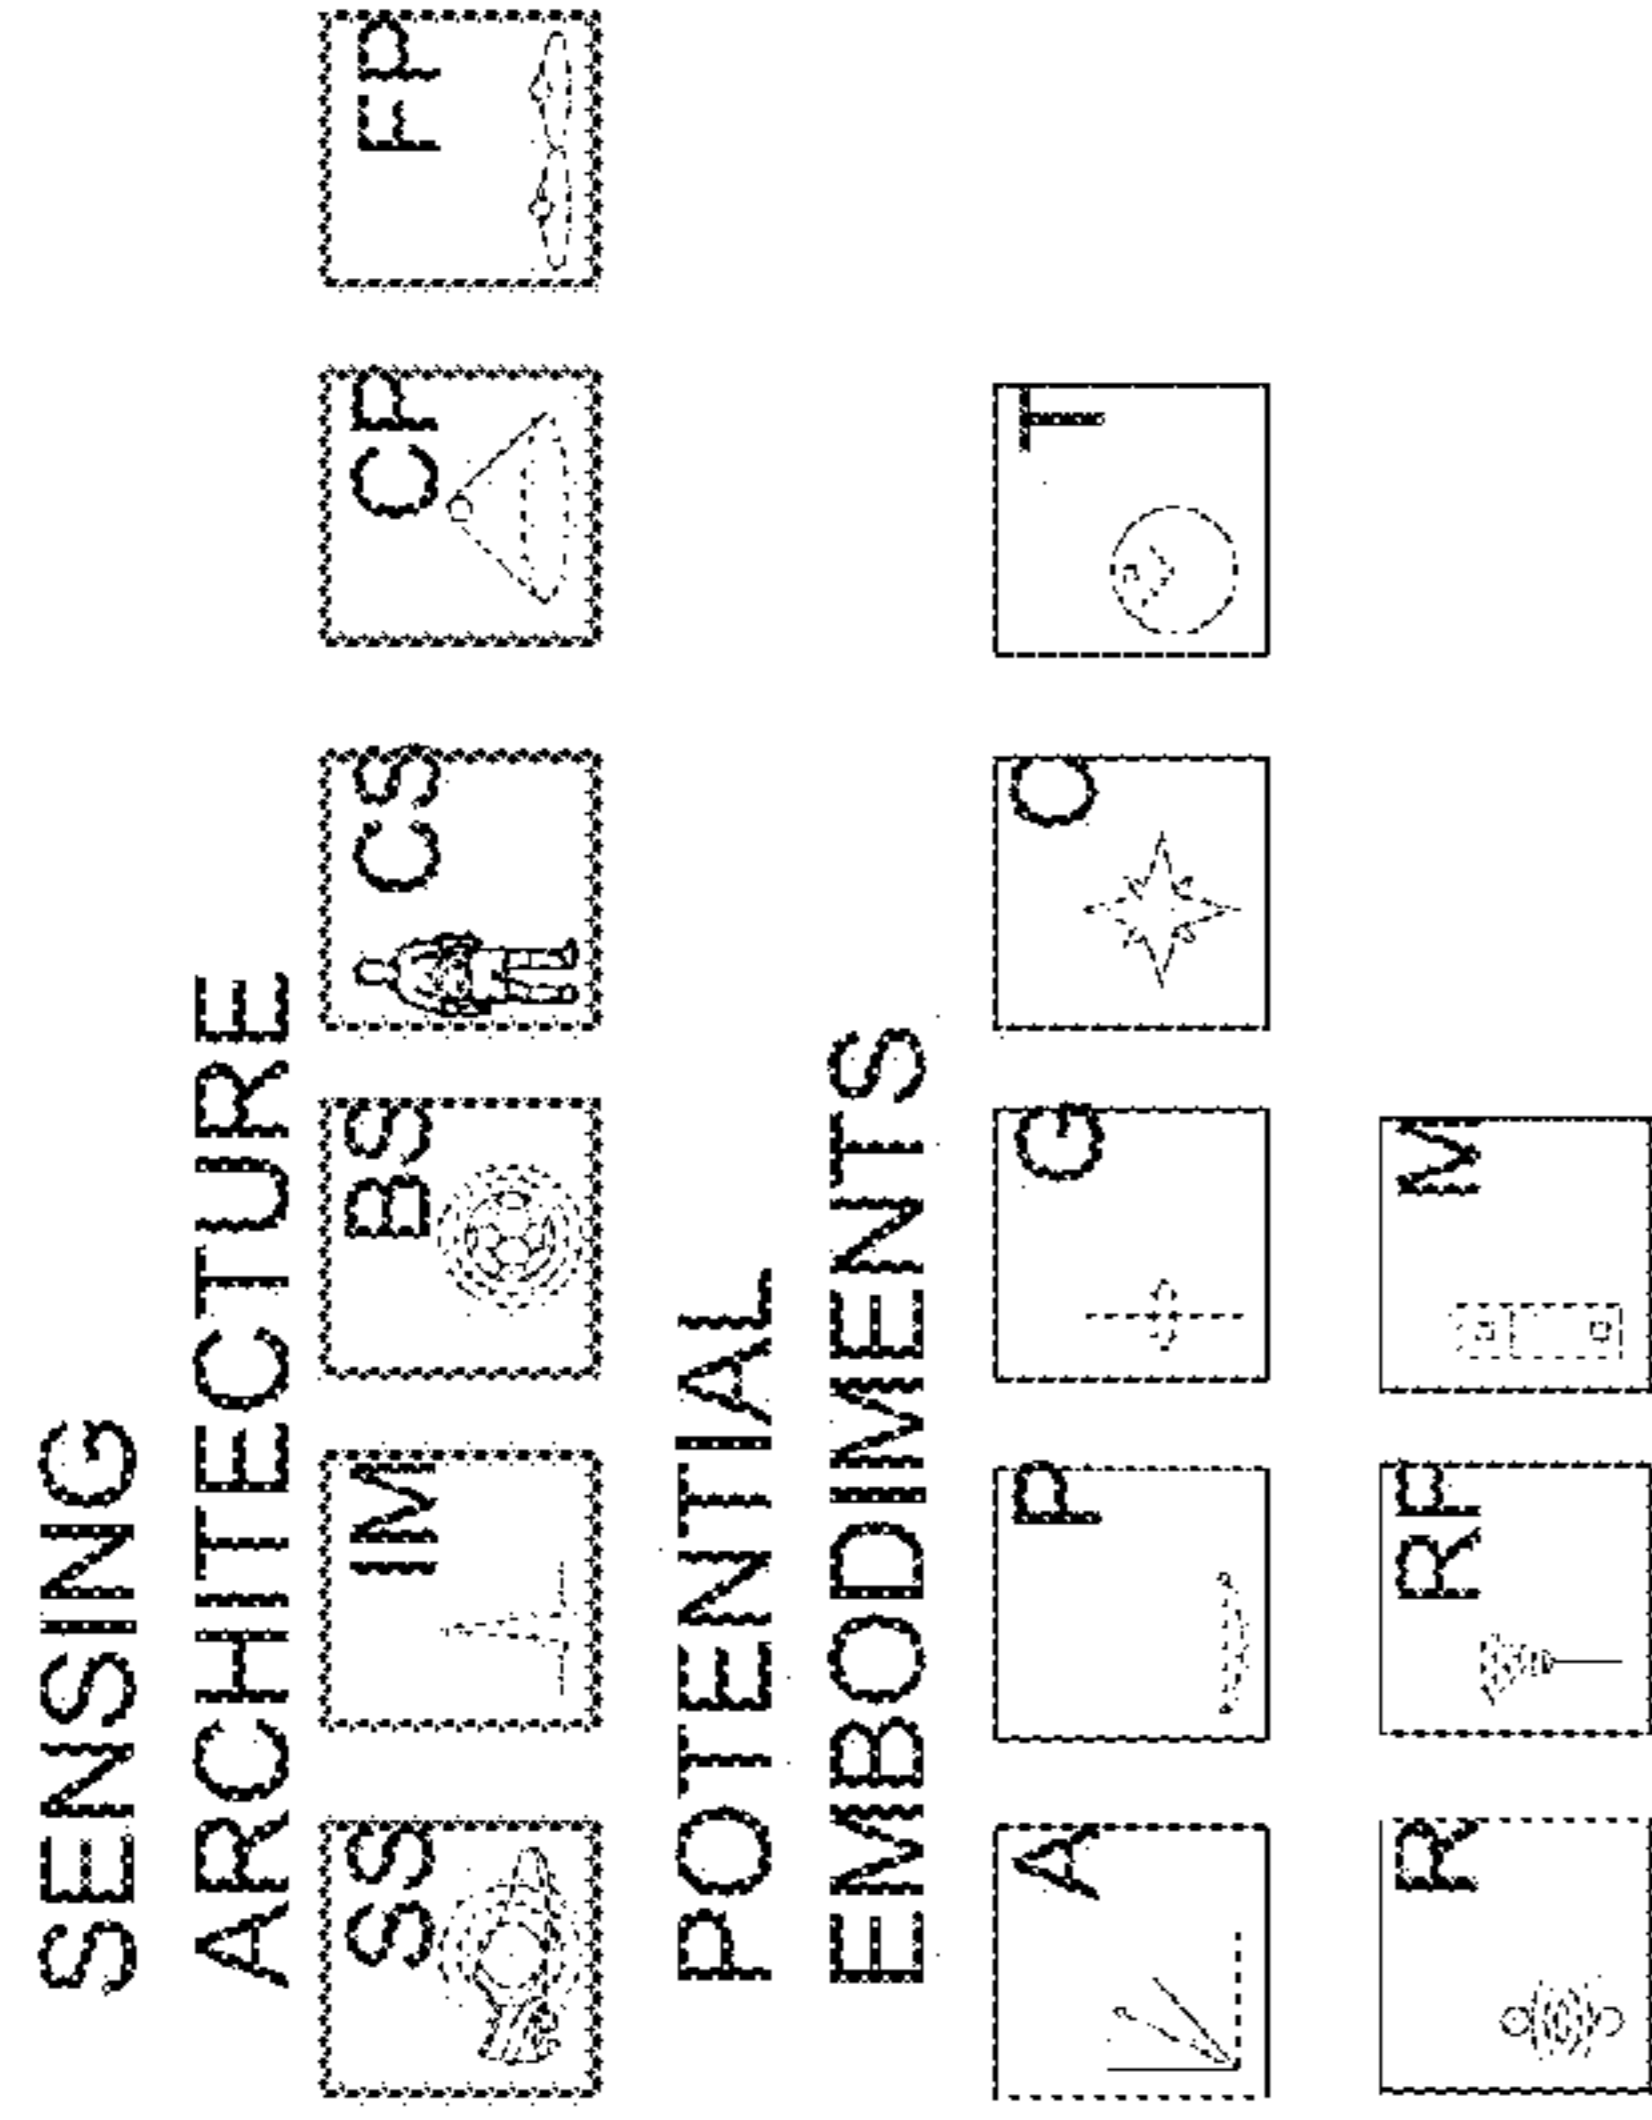 SENSING
ARCHITECTURE
SS IM BS CS CP FP
POTENTIAL
EMBODIMENTS
A P G O T
R RF M